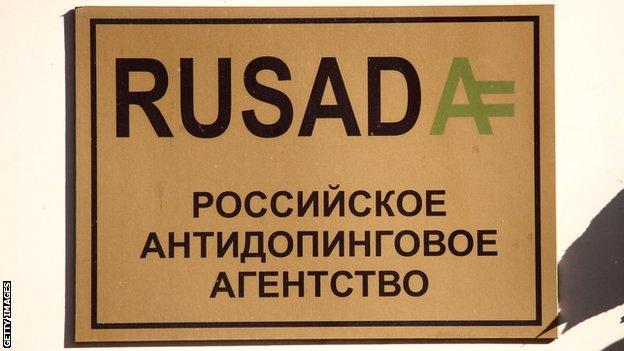 RUSADA
РОССИЙСКОЕ
АНТИДОПИНГОВОЕ
АГЕНТСТВО
GETTY IMAGES